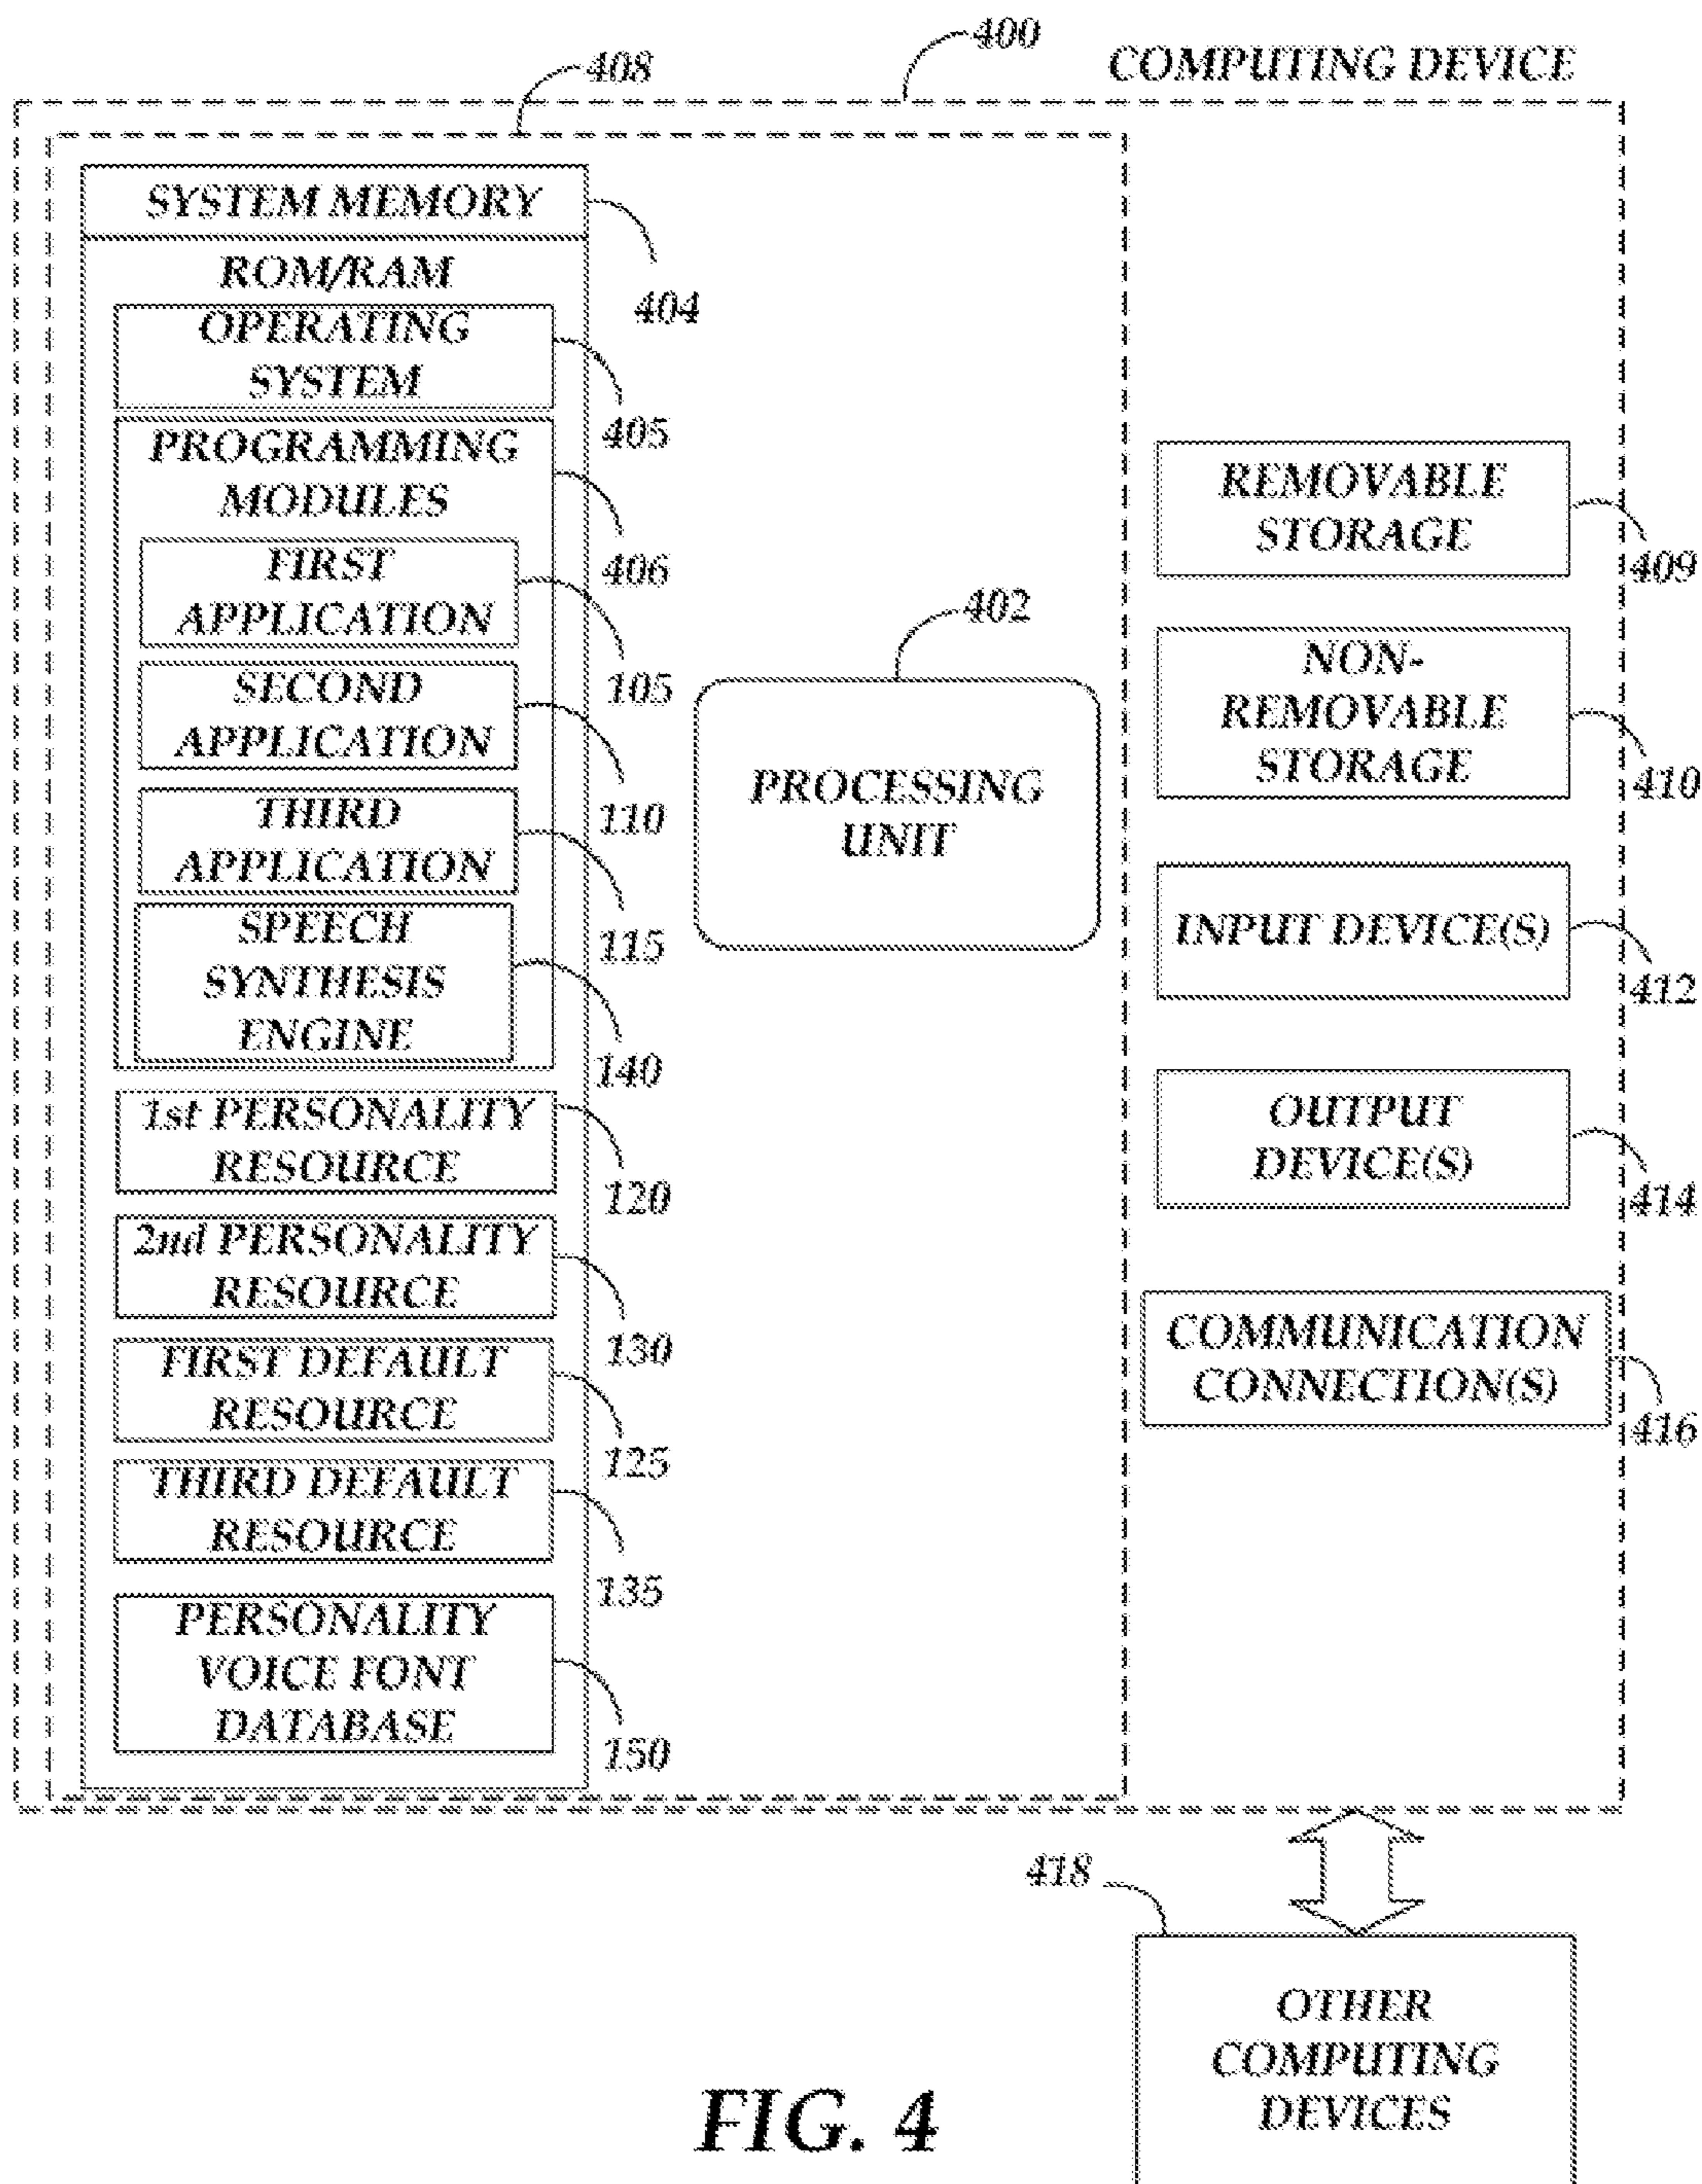 400
COMPUTING DEVICE
408
SYSTEM MEMORY
404
ROM/RAM
OPERATING
SYSTEM
405
PROGRAMMING
MODULES
406
FIRST
APPLICATION
105
SECOND
APPLICATION
110
THIRD
APPLICATION
115
SPEECH
SYNTHESIS
ENGINE
140
1st PERSONALITY
RESOURCE
120
2nd PERSONALITY
RESOURCE
130
FIRST DEFAULT
RESOURCE
125
THIRD DEFAULT
RESOURCE
135
PERSONALITY
VOICE FONT
DATABASE
150
402
PROCESSING
UNIT
REMOVABLE
STORAGE
409
NON-
REMOVABLE
STORAGE
410
INPUT DEVICE(S)
412
OUTPUT
DEVICE(S)
414
COMMUNICATION
CONNECTION(S)
416
418
OTHER
COMPUTING
DEVICES
FIG. 4